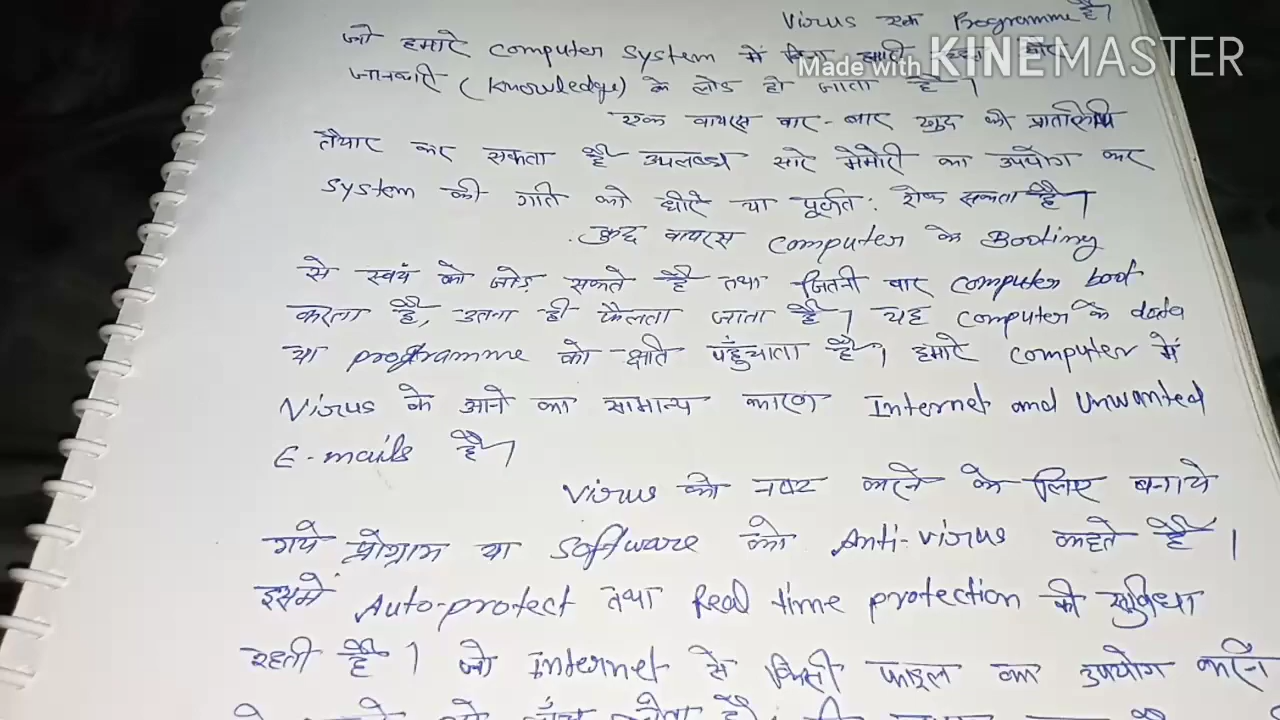 Virus एक Programme है।
जो हमारे Computer System में बिना
Made with KINEMASTER
जानकारी (Knowledge) के लोड हो जाता है।
एक वायरस बार-बार खुद की प्रतिलिपि
तैयार कर सकता है उपलब्ध सारे मेमोरी का उपयोग कर
System की गति को धीरे या पूर्णत: रोक सकता है।
कुछ वायरस Computer के Booting
से स्वयं को जोड़ सकते है तथा जितनी बार Computer boot
करता है, उतना ही फैलता जाता है। यह Computer के data
या programme को क्षति पहुँचाता है। हमारे Computer में
Virus के आने का सामान्य कारण Internet and Unwanted
E-mails है।
Virus को नष्ट करने के लिए बनाये
गये प्रोग्राम या Software को Anti-virus कहते है।
इसमें Auto-protect तथा Real time protection की सुविधा
रहती है। जो Internet से किसी फाइल का उपयोग करने